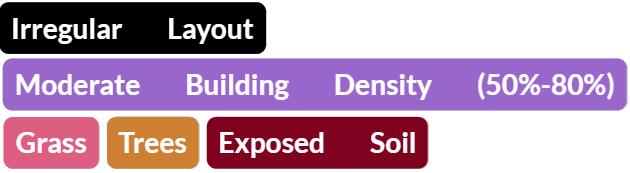 Irregular Layout
Moderate Building Density (50%-80%)
Grass Trees Exposed Soil